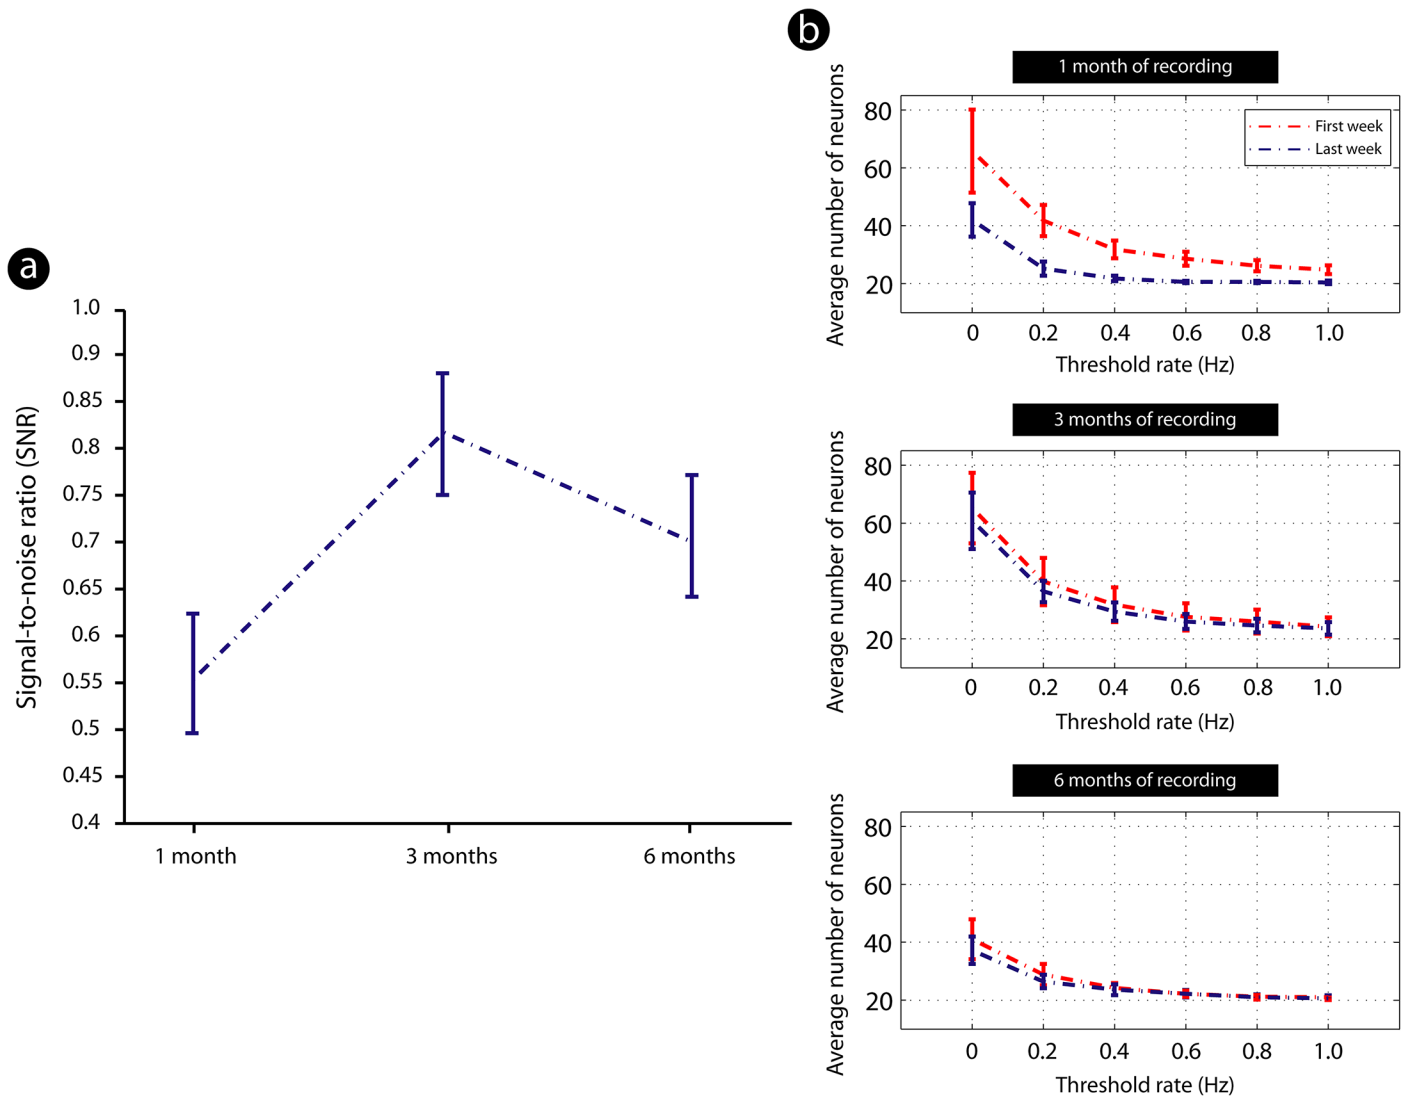 a
Signal-to-noise ratio (SNR)
1.0
0.9
0.85
0.8
0.75
0.7
0.65
0.6
0.55
0.5
0.45
0.4
1 month 3 months 6 months
b
1 month of recording
Average number of neurons
80
60
40
20
First week
Last week
0 0.2 0.4 0.6 0.8 1.0
Threshold rate (Hz)
3 months of recording
Average number of neurons
80
60
40
20
0 0.2 0.4 0.6 0.8 1.0
Threshold rate (Hz)
6 months of recording
Average number of neurons
80
60
40
20
0 0.2 0.4 0.6 0.8 1.0
Threshold rate (Hz)